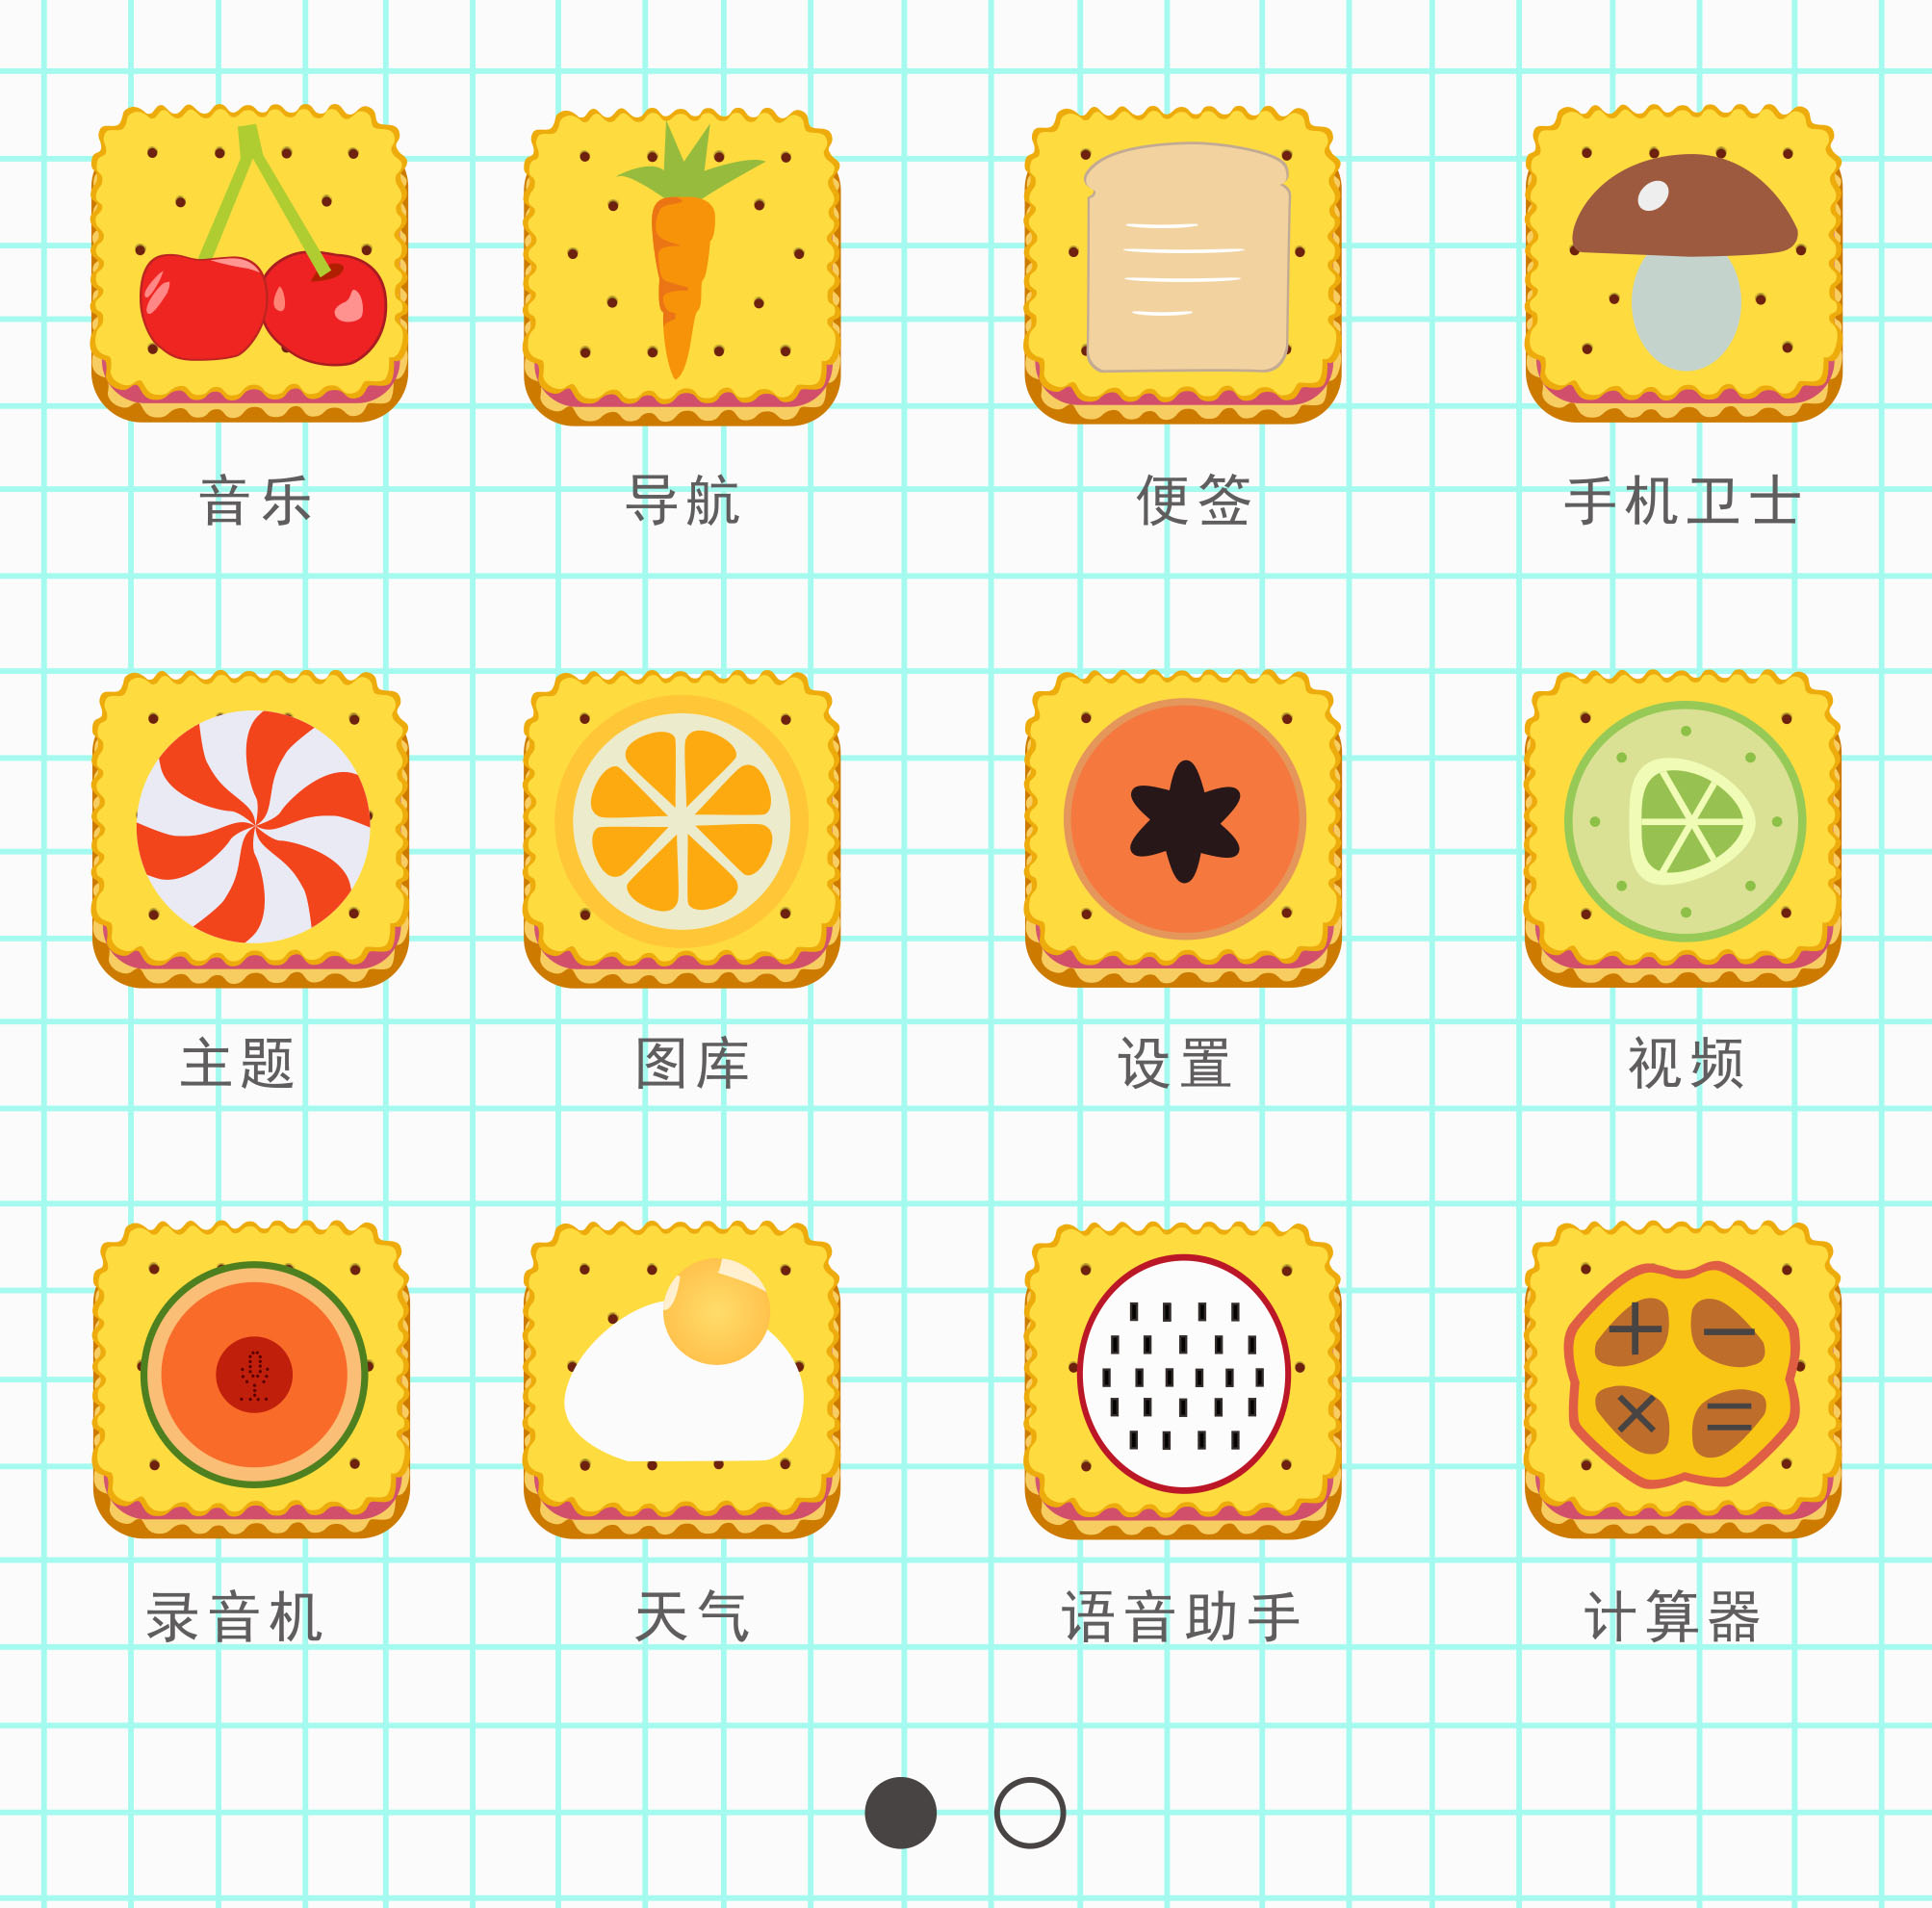 音乐 导航 便签 手机卫士
主题 图库 设置 视频
录音机 天气 语音助手 计算器